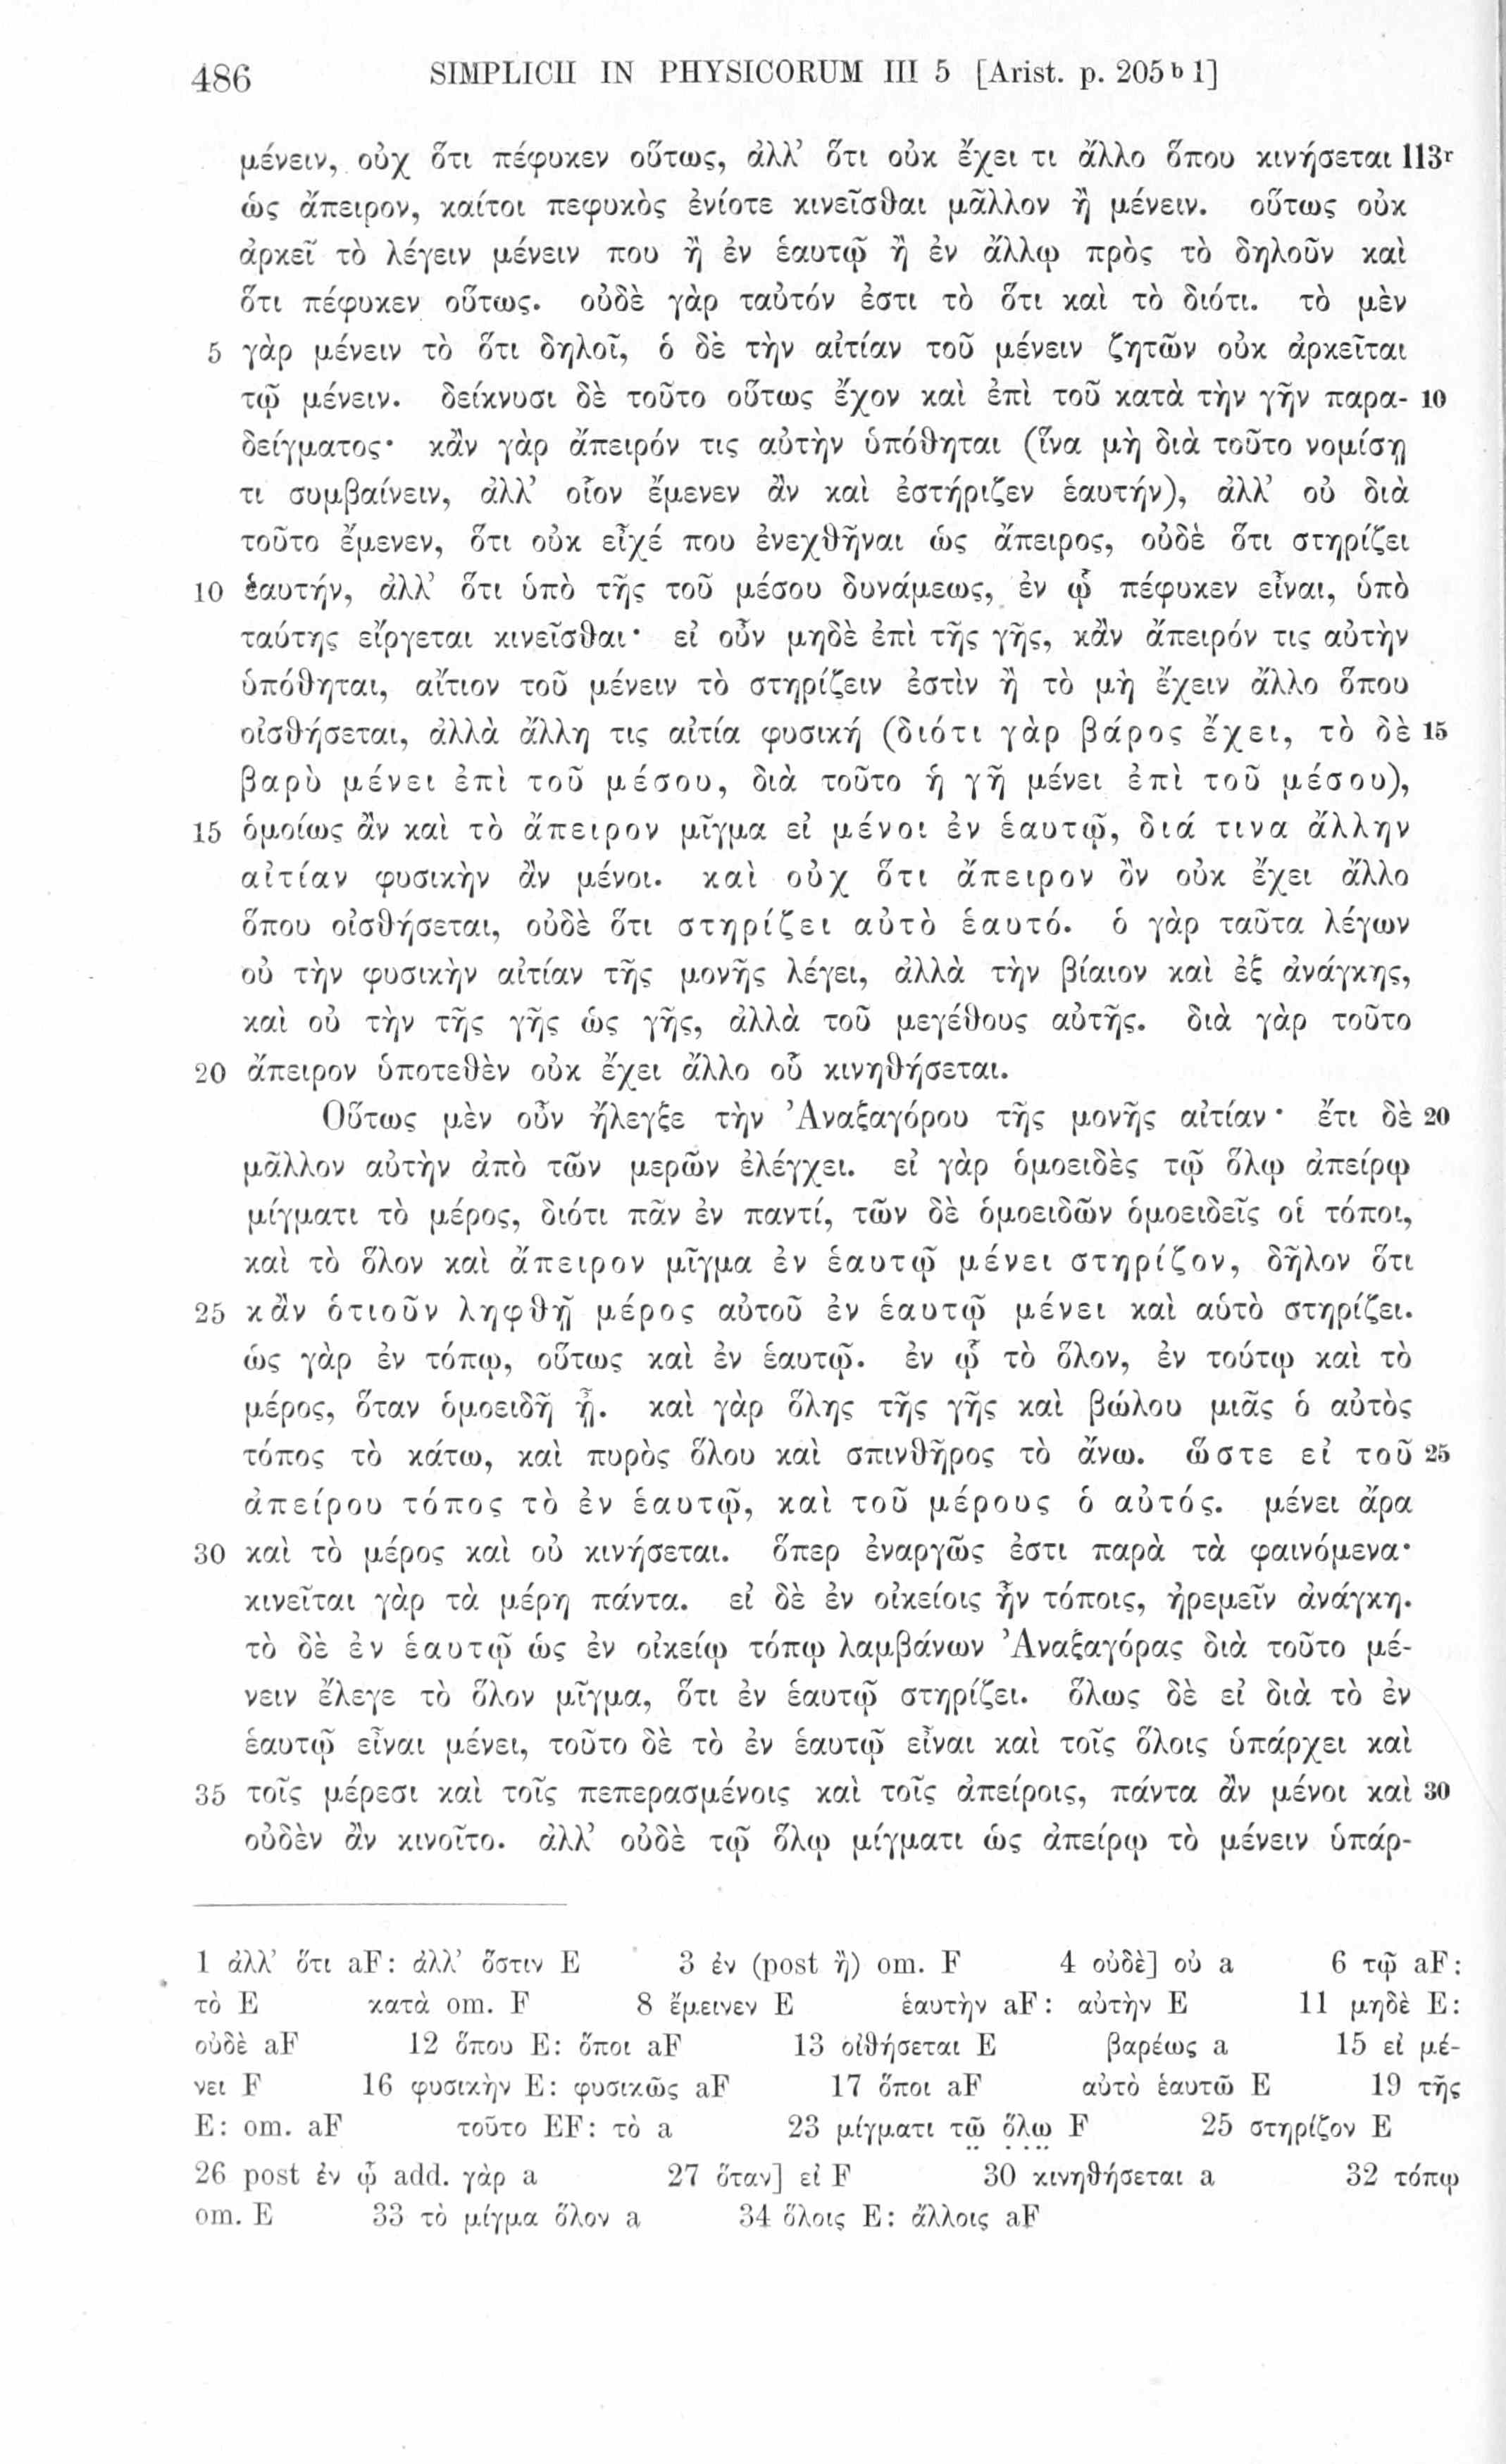 486 SIMPLICII IN PHYSICORUM III 5 [Arist. p. 205 b 1]
μένειν, οὐχ ὅτι πέφυκεν οὕτως, ἀλλ’ ὅτι οὐκ ἔχει τι ἄλλο ὅπου κινήσεται 113r
ὡς ἄπειρον, καίτοι πεφυκὸς ἐνίοτε κινεῖσθαι μᾶλλον ἢ μένειν. οὕτως οὐκ
ἀρκεῖ τὸ λέγειν μένειν που ἢ ἐν ἑαυτῷ ἢ ἐν ἄλλῳ πρὸς τὸ δηλοῦν καὶ
ὅτι πέφυκεν οὕτως. οὐδὲ γὰρ ταὐτόν ἐστι τὸ ὅτι καὶ τὸ διότι. τὸ μὲν
5 γὰρ μένειν τὸ ὅτι δηλοῖ, ὁ δὲ τὴν αἰτίαν τοῦ μένειν ζητῶν οὐκ ἀρκεῖται
τῷ μένειν. δείκνυσι δὲ τοῦτο οὕτως ἔχον καὶ ἐπὶ τοῦ κατὰ τὴν γῆν παρα- 10
δείγματος· κἂν γὰρ ἄπειρόν τις αὐτὴν ὑπόθηται (ἵνα μὴ διὰ τοῦτο νομίσῃ
τι συμβαίνειν, ἀλλ’ οἷον ἔμενεν ἂν καὶ ἐστήριζεν ἑαυτήν), ἀλλ’ οὐ διὰ
τοῦτο ἔμενεν, ὅτι οὐκ εἶχέ που ἐνεχθῆναι ὡς ἄπειρος, οὐδὲ ὅτι στηρίζει
10 ἑαυτήν, ἀλλ’ ὅτι ὑπὸ τῆς τοῦ μέσου δυνάμεως, ἐν ᾧ πέφυκεν εἶναι, ὑπὸ
ταύτης εἴργεται κινεῖσθαι· εἰ οὖν μηδὲ ἐπὶ τῆς γῆς, κἂν ἄπειρόν τις αὐτὴν
ὑπόθηται, αἴτιον τοῦ μένειν τὸ στηρίζειν ἐστὶν ἢ τὸ μὴ ἔχειν ἄλλο ὅπου
οἰσθήσεται, ἀλλὰ ἄλλη τις αἰτία φυσική (διότι γὰρ βάρος ἔχει, τὸ δὲ 15
βαρὺ μένει ἐπὶ τοῦ μέσου, διὰ τοῦτο ἡ γῆ μένει ἐπὶ τοῦ μέσου),
15 ὁμοίως ἂν καὶ τὸ ἄπειρον μῖγμα εἰ μένοι ἐν ἑαυτῷ, διά τινα ἄλλην
αἰτίαν φυσικὴν ἂν μένοι. καὶ οὐχ ὅτι ἄπειρον ὂν οὐκ ἔχει ἄλλο
ὅπου οἰσθήσεται, οὐδὲ ὅτι στηρίζει αὐτὸ ἑαυτό. ὁ γὰρ ταῦτα λέγων
οὐ τὴν φυσικὴν αἰτίαν τῆς μονῆς λέγει, ἀλλὰ τὴν βίαιον καὶ ἐξ ἀνάγκης,
καὶ οὐ τὴν τῆς γῆς ὡς γῆς, ἀλλὰ τοῦ μεγέθους αὐτῆς. διὰ γὰρ τοῦτο
20 ἄπειρον ὑποτεθὲν οὐκ ἔχει ἄλλο οὗ κινηθήσεται.
Οὕτως μὲν οὖν ἤλεγξε τὴν Ἀναξαγόρου τῆς μονῆς αἰτίαν· ἔτι δὲ 20
μᾶλλον αὐτὴν ἀπὸ τῶν μερῶν ἐλέγχει. εἰ γὰρ ὁμοειδὲς τῷ ὅλῳ ἀπείρῳ
μίγματι τὸ μέρος, διότι πᾶν ἐν παντί, τῶν δὲ ὁμοειδῶν ὁμοειδεῖς οἱ τόποι,
καὶ τὸ ὅλον καὶ ἄπειρον μῖγμα ἐν ἑαυτῷ μένει στηρίζον, δῆλον ὅτι
25 κἂν ὁτιοῦν ληφθῇ μέρος αὐτοῦ ἐν ἑαυτῷ μένει καὶ αὑτὸ στηρίζει.
ὡς γὰρ ἐν τόπῳ, οὕτως καὶ ἐν ἑαυτῷ. ἐν ᾧ τὸ ὅλον, ἐν τούτῳ καὶ τὸ
μέρος, ὅταν ὁμοειδῆ ᾖ. καὶ γὰρ ὅλης τῆς γῆς καὶ βώλου μιᾶς ὁ αὐτὸς
τόπος τὸ κάτω, καὶ πυρὸς ὅλου καὶ σπινθῆρος τὸ ἄνω. ὥστε εἰ τοῦ 25
ἀπείρου τόπος τὸ ἐν ἑαυτῷ, καὶ τοῦ μέρους ὁ αὐτός. μένει ἄρα
30 καὶ τὸ μέρος καὶ οὐ κινήσεται. ὅπερ ἐναργῶς ἐστι παρὰ τὰ φαινόμενα·
κινεῖται γὰρ τὰ μέρη πάντα. εἰ δὲ ἐν οἰκείοις ἦν τόποις, ἠρεμεῖν ἀνάγκη.
τὸ δὲ ἐν ἑαυτῷ ὡς ἐν οἰκείῳ τόπῳ λαμβάνων Ἀναξαγόρας διὰ τοῦτο μέ-
νειν ἔλεγε τὸ ὅλον μῖγμα, ὅτι ἐν ἑαυτῷ στηρίζει. ὅλως δὲ εἰ διὰ τὸ ἐν
ἑαυτῷ εἶναι μένει, τοῦτο δὲ τὸ ἐν ἑαυτῷ εἶναι καὶ τοῖς ὅλοις ὑπάρχει καὶ
35 τοῖς μέρεσι καὶ τοῖς πεπερασμένοις καὶ τοῖς ἀπείροις, πάντα ἂν μένοι καὶ 30
οὐδὲν ἂν κινοῖτο. ἀλλ’ οὐδὲ τῷ ὅλῳ μίγματι ὡς ἀπείρῳ τὸ μένειν ὑπάρ-
1 ἀλλ’ ὅτι aF: ἀλλ’ ὅστιν E 3 ἐν (post ἢ) om. F 4 οὐδὲ] οὐ a 6 τῷ aF:
τὸ E κατὰ om. F 8 ἔμεινεν E ἑαυτὴν aF: αὐτὴν E 11 μηδὲ E:
οὐδὲ aF 12 ὅπου E: ὅποι aF 13 οἰθήσεται E βαρέως a 15 εἰ μέ-
νει F 16 φυσικὴν E: φυσικῶς aF 17 ὅποι aF αὐτὸ ἑαυτῶ E 19 τῆς
E: om. aF τοῦτο EF: τὸ a 23 μίγματι τῶ ὅλω F 25 στηρίζον E
26 post ἐν ᾧ add. γὰρ a 27 ὅταν] εἰ F 30 κινηθήσεται a 32 τόπῳ
om. E 33 τὸ μίγμα ὅλον a 34 ὅλοις E: ἄλλοις aF